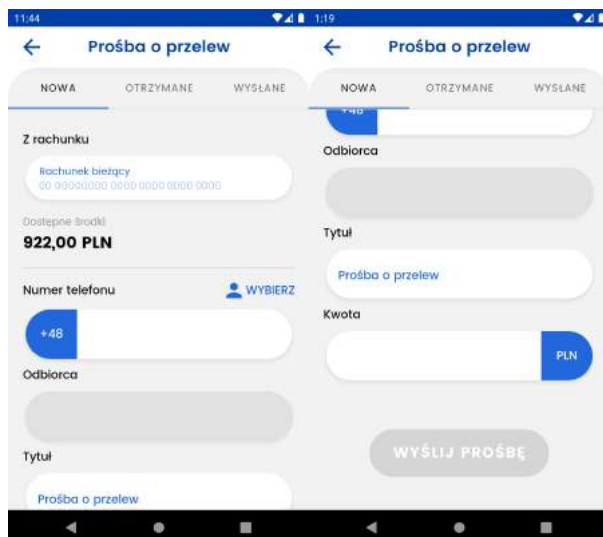 11:44
Prośba o przelew
NOWA OTRZYMANE WYSŁANE
Z rachunku
Rachunek bieżący
00 00000000 0000 0000 0000 0000
Dostępne środki
922,00 PLN
Numer telefonu WYBIERZ
+48
Odbiorca
Tytuł
Prośba o przelew
1:19
Prośba o przelew
NOWA OTRZYMANE WYSŁANE
+48
Odbiorca
Tytuł
Prośba o przelew
Kwota
PLN
WYŚLIJ PROŚBĘ